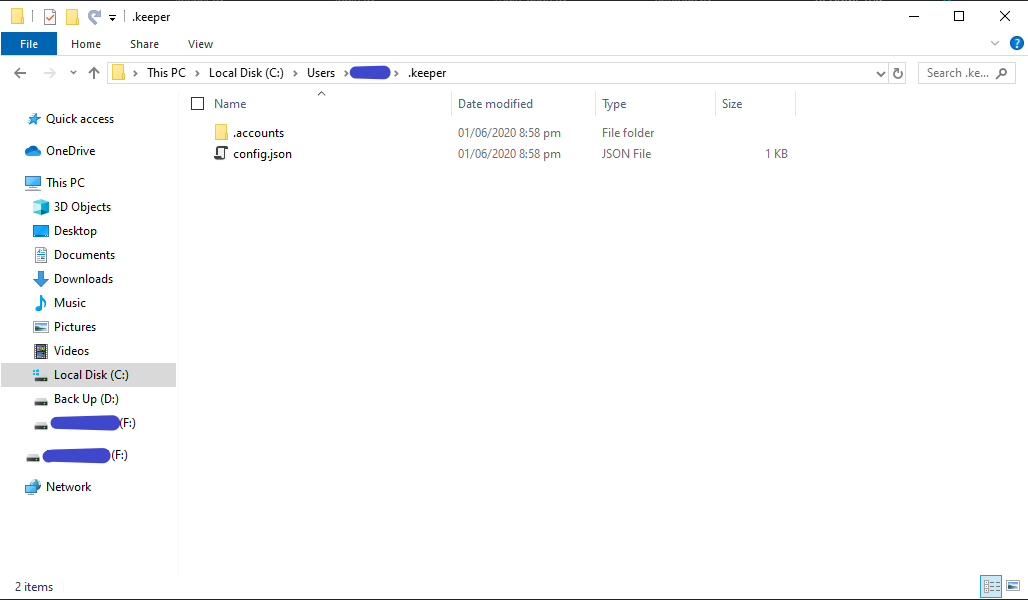 .keeper
File Home Share View
This PC Local Disk (C:) Users .keeper Search .ke...
Name Date modified Type Size
.accounts 01/06/2020 8:58 pm File folder
config.json 01/06/2020 8:58 pm JSON File 1 KB
Quick access
OneDrive
This PC
3D Objects
Desktop
Documents
Downloads
Music
Pictures
Videos
Local Disk (C:)
Back Up (D:)
(F:)
(F:)
Network
2 items